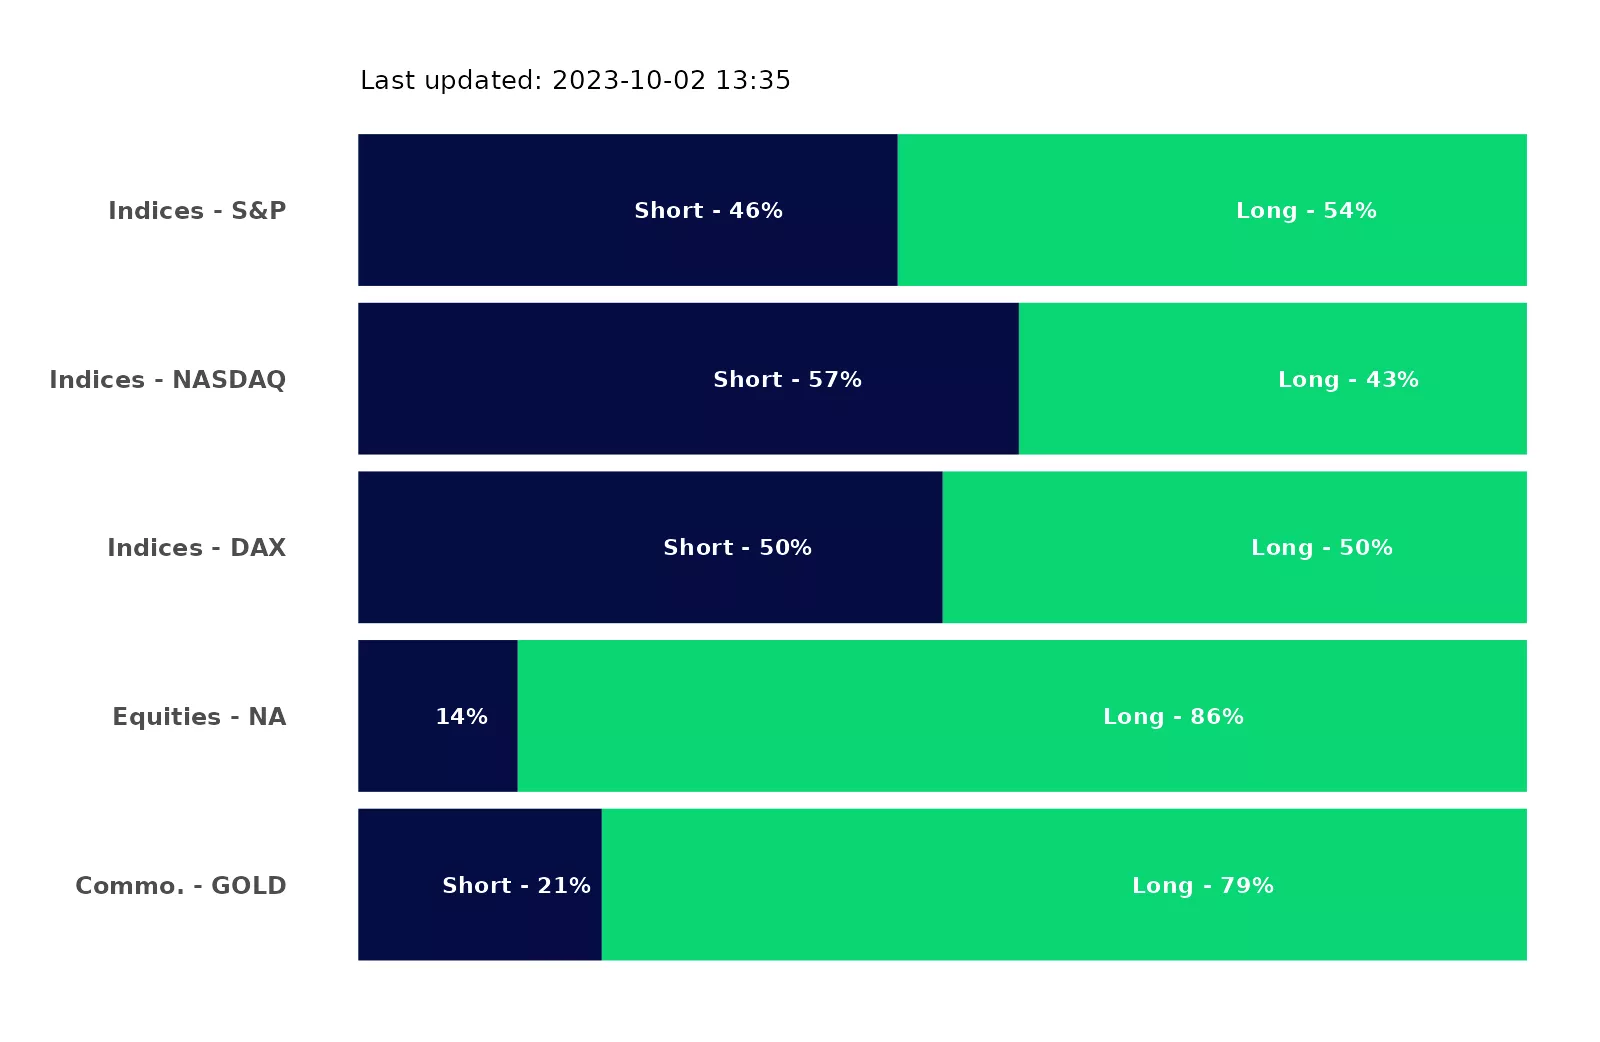 Last updated: 2023-10-02 13:35
Indices - S&P Short - 46% Long - 54%
Indices - NASDAQ Short - 57% Long - 43%
Indices - DAX Short - 50% Long - 50%
Equities - NA 14% Long - 86%
Commo. - GOLD Short - 21% Long - 79%